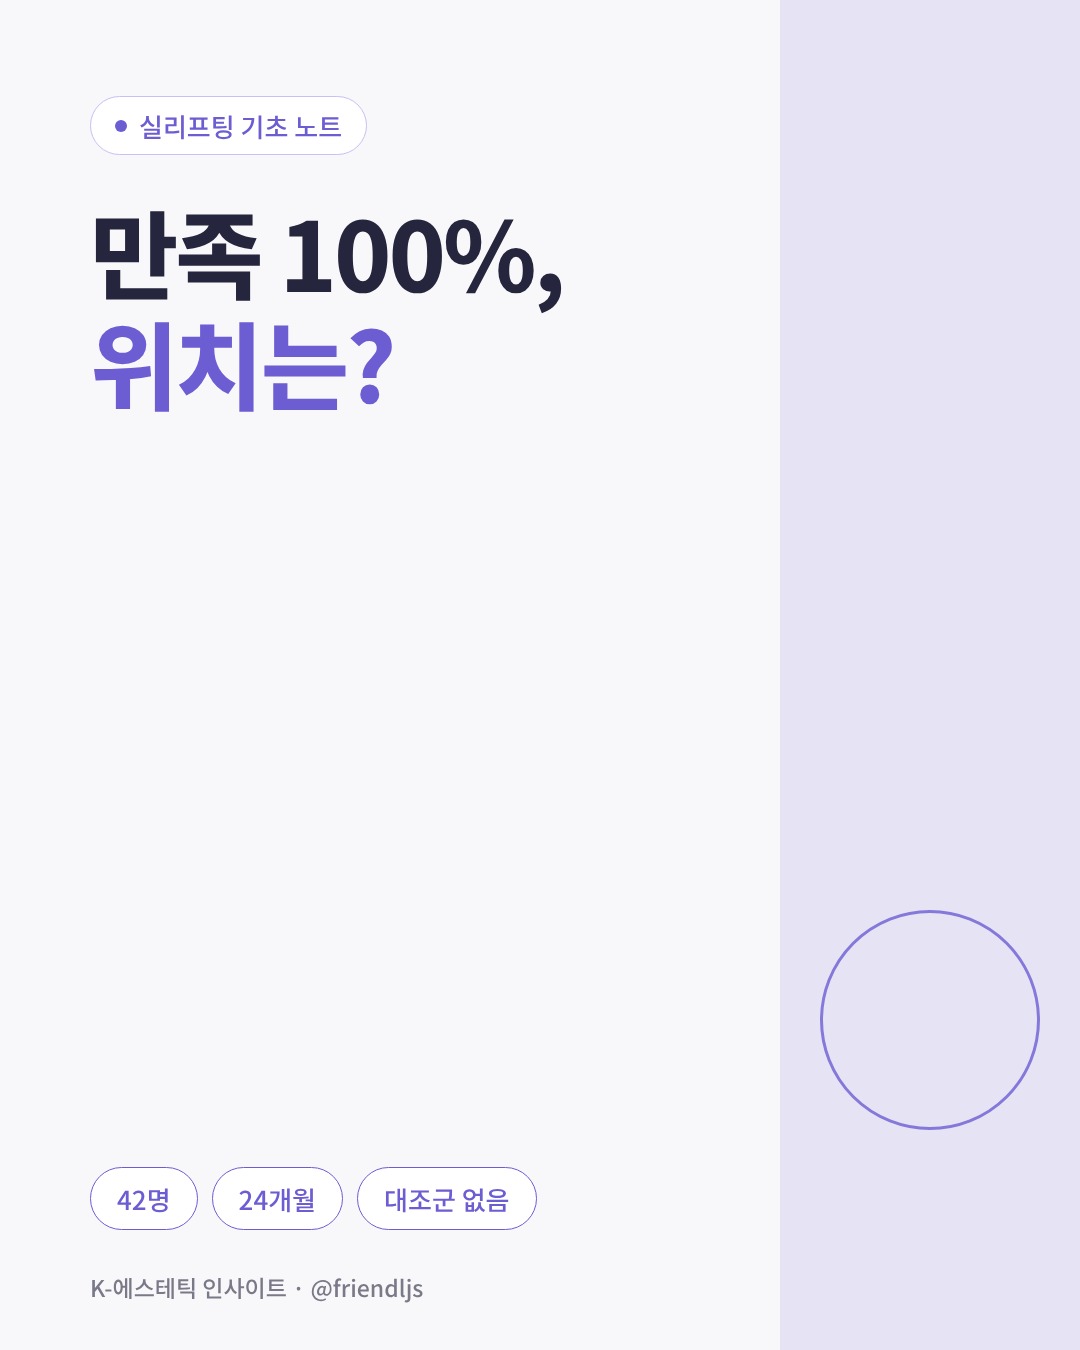 실리프팅 기초 노트
만족 100%,
위치는?
42명
24개월
대조군 없음
K-에스테틱 인사이트 · @friendljs